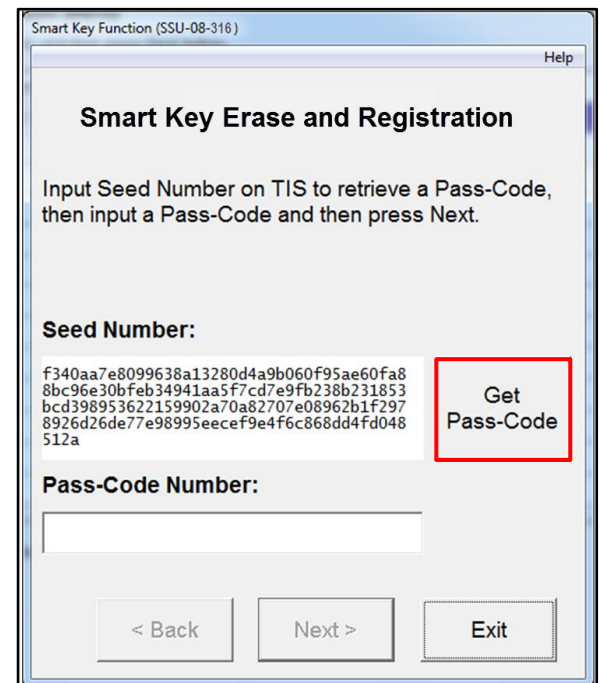 Smart Key Function (SSU-08-316)
Help
Smart Key Erase and Registration
Input Seed Number on TIS to retrieve a Pass-Code,
then input a Pass-Code and then press Next.
Seed Number:
f340aa7e8099638a13280d4a9b060f95ae60fa8
8bc96e30bfeb34941aa5f7cd7e9fb238b231853
bcd398953622159902a70a82707e08962b1f297
8926d26de77e98995eecef9e4f6c868dd4fd048
512a
Get
Pass-Code
Pass-Code Number:
< Back
Next >
Exit